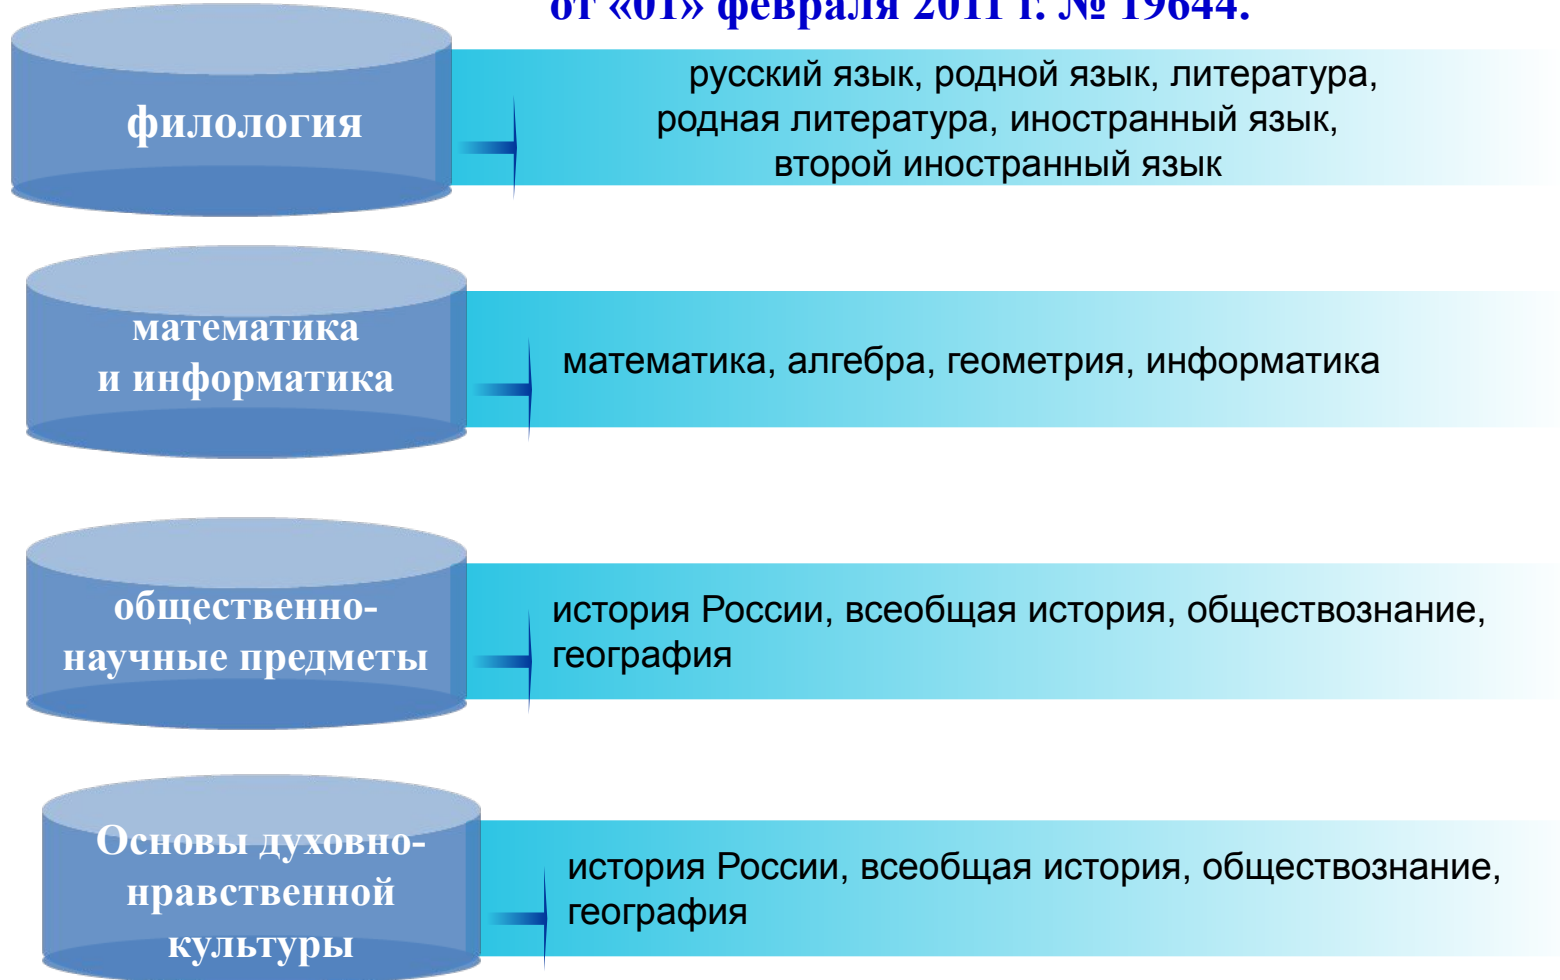 от «01» февраля 2011 г. № 19644.
филология
русский язык, родной язык, литература,
родная литература, иностранный язык,
второй иностранный язык
математика
и информатика
математика, алгебра, геометрия, информатика
общественно-
научные предметы
история России, всеобщая история, обществознание,
география
Основы духовно-
нравственной
культуры
история России, всеобщая история, обществознание,
география